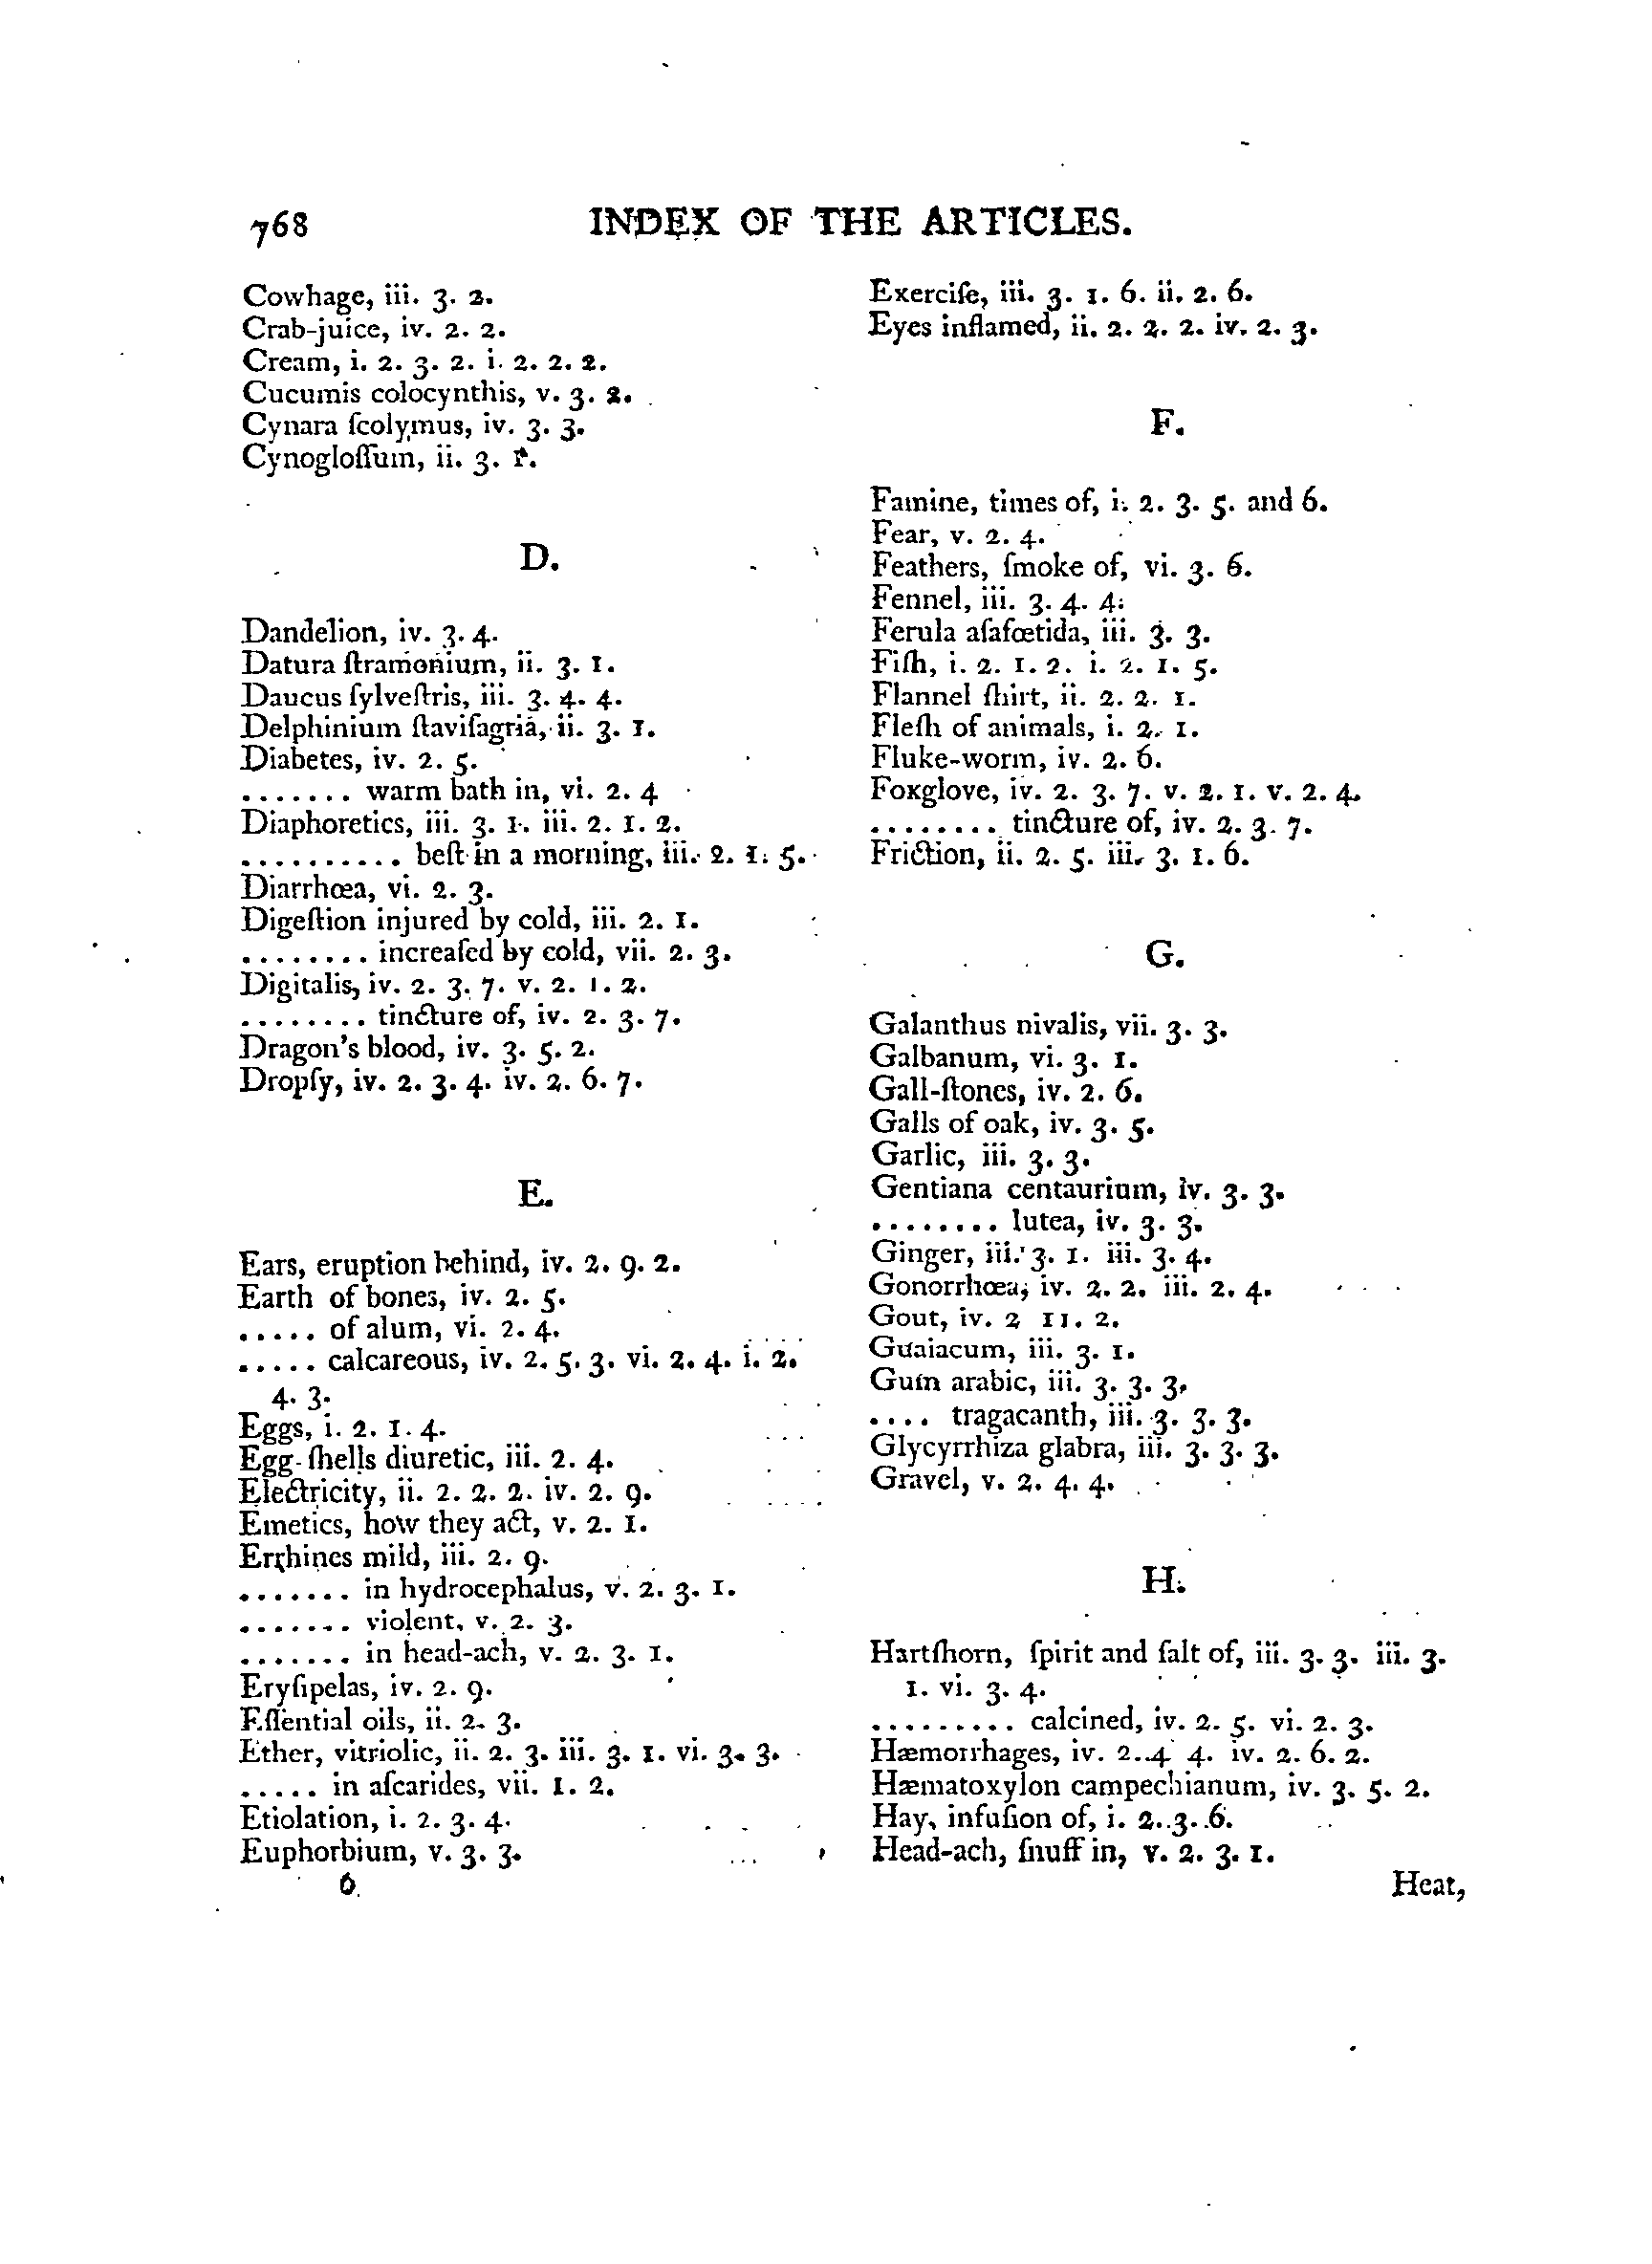 768
INDEX OF THE ARTICLES.
Cowhage, iii. 3. 2.
Crab-juice, iv. 2. 2.
Cream, i. 2. 3. 2. i. 2. 2. 2.
Cucumis colocynthis, v. 3. 2.
Cynara ſcolymus, iv. 3. 3.
Cynogloſſum, ii. 3. 1.
D.
Dandelion, iv. 3. 4.
Datura ſtramonium, ii. 3. 1.
Daucus ſylveſtris, iii. 3. 4. 4.
Delphinium ſtaviſagria, ii. 3. 1.
Diabetes, iv. 2. 5.
....... warm bath in, vi. 2. 4
Diaphoretics, iii. 3. 1. iii. 2. 1. 2.
.......... beſt in a morning, iii. 2. 1. 5.
Diarrhœa, vi. 2. 3.
Digeſtion injured by cold, iii. 2. 1.
........ increaſed by cold, vii. 2. 3.
Digitalis, iv. 2. 3. 7. v. 2. 1. 2.
........ tincture of, iv. 2. 3. 7.
Dragon's blood, iv. 3. 5. 2.
Dropſy, iv. 2. 3. 4. iv. 2. 6. 7.
E.
Ears, eruption behind, iv. 2. 9. 2.
Earth of bones, iv. 2. 5.
..... of alum, vi. 2. 4.
..... calcareous, iv. 2. 5. 3. vi. 2. 4. i. 2.
4. 3.
Eggs, i. 2. 1. 4.
Egg-ſhells diuretic, iii. 2. 4.
Electricity, ii. 2. 2. 2. iv. 2. 9.
Emetics, how they act, v. 2. 1.
Errhines mild, iii. 2. 9.
....... in hydrocephalus, v. 2. 3. 1.
....... violent, v. 2. 3.
....... in head-ach, v. 2. 3. 1.
Eryſipelas, iv. 2. 9.
Eſſential oils, ii. 2. 3.
Ether, vitriolic, ii. 2. 3. iii. 3. 1. vi. 3. 3.
..... in aſcarides, vii. 1. 2.
Etiolation, i. 2. 3. 4.
Euphorbium, v. 3. 3.
6
Exerciſe, iii. 3. 1. 6. ii. 2. 6.
Eyes inflamed, ii. 2. 2. 2. iv. 2. 3.
F.
Famine, times of, i. 2. 3. 5. and 6.
Fear, v. 2. 4.
Feathers, ſmoke of, vi. 3. 6.
Fennel, iii. 3. 4. 4.
Ferula aſafœtida, iii. 3. 3.
Fiſh, i. 2. 1. 2. i. 2. 1. 5.
Flannel ſhirt, ii. 2. 2. 1.
Fleſh of animals, i. 2. 1.
Fluke-worm, iv. 2. 6.
Foxglove, iv. 2. 3. 7. v. 2. 1. v. 2. 4.
........ tincture of, iv. 2. 3. 7.
Friction, ii. 2. 5. iii. 3. 1. 6.
G.
Galanthus nivalis, vii. 3. 3.
Galbanum, vi. 3. 1.
Gall-ſtones, iv. 2. 6.
Galls of oak, iv. 3. 5.
Garlic, iii. 3. 3.
Gentiana centaurium, iv. 3. 3.
........ lutea, iv. 3. 3.
Ginger, iii. 3. 1. iii. 3. 4.
Gonorrhœa, iv. 2. 2. iii. 2. 4.
Gout, iv. 2 11. 2.
Guaiacum, iii. 3. 1.
Gum arabic, iii. 3. 3. 3.
.... tragacanth, iii. 3. 3. 3.
Glycyrrhiza glabra, iii. 3. 3. 3.
Gravel, v. 2. 4. 4.
H.
Hartſhorn, ſpirit and ſalt of, iii. 3. 3. iii. 3.
1. vi. 3. 4.
......... calcined, iv. 2. 5. vi. 2. 3.
Hæmorrhages, iv. 2. 4 4. iv. 2. 6. 2.
Hæmatoxylon campechianum, iv. 3. 5. 2.
Hay, infuſion of, i. 2. 3. 6.
Head-ach, ſnuff in, v. 2. 3. 1.
Heat,